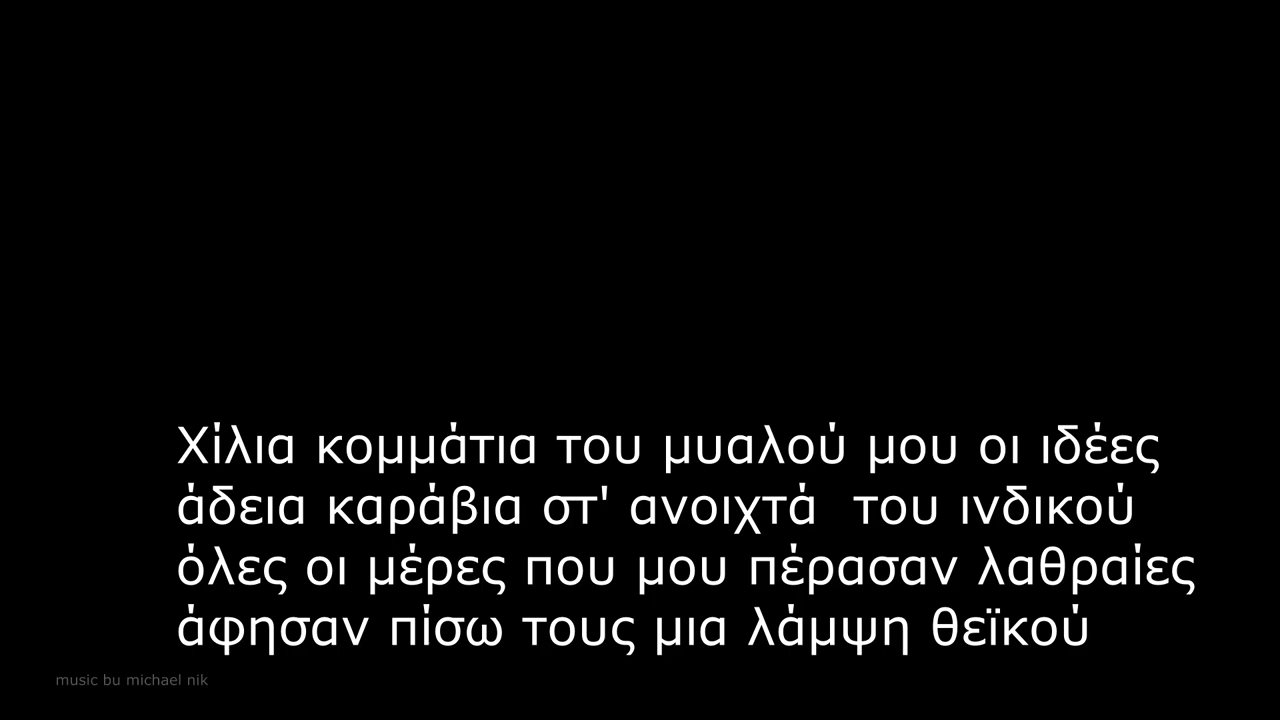 Χίλια κομμάτια του μυαλού μου οι ιδέες
άδεια καράβια στ' ανοιχτά  του ινδικού
όλες οι μέρες που μου πέρασαν λαθραίες
άφησαν πίσω τους μια λάμψη θεϊκού
music bu michael nik